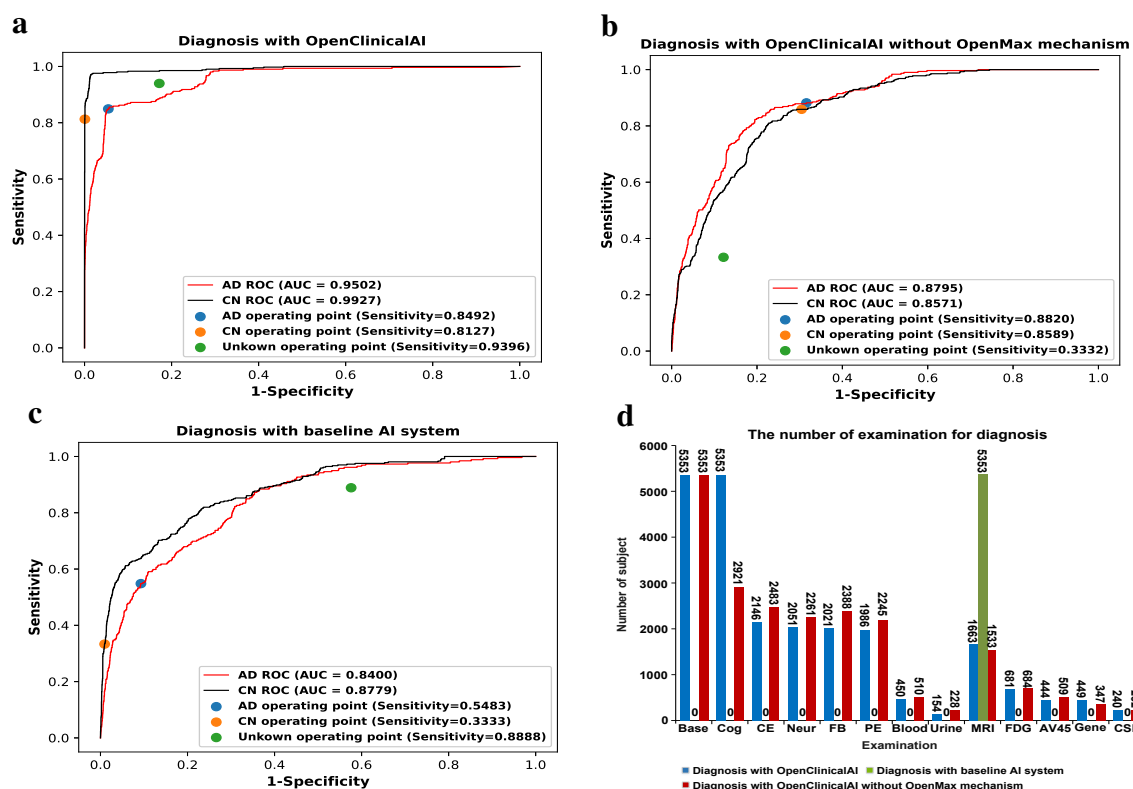 a
Diagnosis with OpenClinicalAI
Sensitivity
1.0
0.8
0.6
0.4
0.2
0.0
AD ROC (AUC = 0.9502)
CN ROC (AUC = 0.9927)
AD operating point (Sensitivity=0.8492)
CN operating point (Sensitivity=0.8127)
Unkown operating point (Sensitivity=0.9396)
0.0 0.2 0.4 0.6 0.8 1.0
1-Specificity
b
Diagnosis with OpenClinicalAI without OpenMax mechanism
Sensitivity
1.0
0.8
0.6
0.4
0.2
0.0
AD ROC (AUC = 0.8795)
CN ROC (AUC = 0.8571)
AD operating point (Sensitivity=0.8820)
CN operating point (Sensitivity=0.8589)
Unkown operating point (Sensitivity=0.3332)
0.0 0.2 0.4 0.6 0.8 1.0
1-Specificity
c
Diagnosis with baseline AI system
Sensitivity
1.0
0.8
0.6
0.4
0.2
0.0
AD ROC (AUC = 0.8400)
CN ROC (AUC = 0.8779)
AD operating point (Sensitivity=0.5483)
CN operating point (Sensitivity=0.3333)
Unkown operating point (Sensitivity=0.8888)
0.0 0.2 0.4 0.6 0.8 1.0
1-Specificity
d
The number of examination for diagnosis
Number of subject
6000
5000
4000
3000
2000
1000
0
5353 0 5353
5353 0 2921
2146 0 2483
2051 0 2261
2021 0 2388
1986 0 2245
450 0 510
154 0 228
1663 5353 1533
681 0 684
444 0 509
449 0 347
240 0
Base Cog CE Neur FB PE Blood Urine MRI FDG AV45 Gene
Examination
Diagnosis with OpenClinicalAI
Diagnosis with baseline AI system
Diagnosis with OpenClinicalAI without OpenMax mechanism